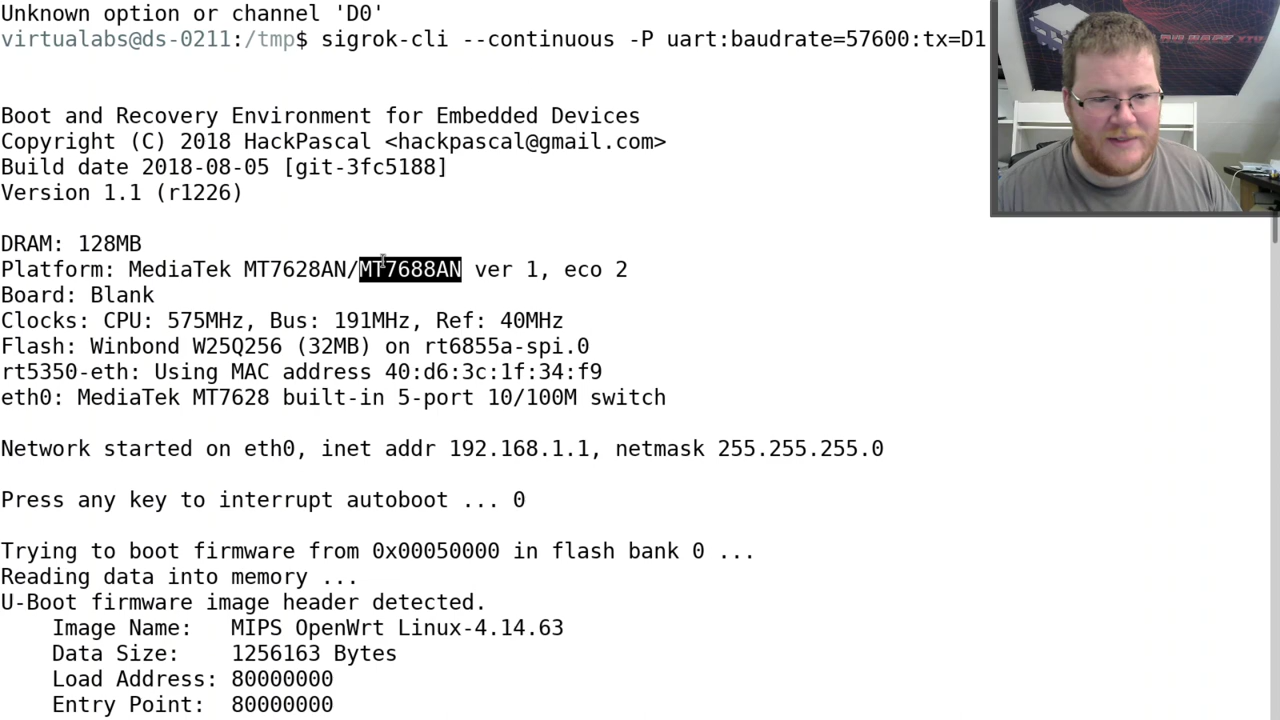 Unknown option or channel 'D0'
virtualabs@ds-0211:/tmp$ sigrok-cli --continuous -P uart:baudrate=57600:tx=D1
Boot and Recovery Environment for Embedded Devices
Copyright (C) 2018 HackPascal <hackpascal@gmail.com>
Build date 2018-08-05 [git-3fc5188]
Version 1.1 (r1226)
DRAM: 128MB
Platform: MediaTek MT7628AN/MT7688AN ver 1, eco 2
Board: Blank
Clocks: CPU: 575MHz, Bus: 191MHz, Ref: 40MHz
Flash: Winbond W25Q256 (32MB) on rt6855a-spi.0
rt5350-eth: Using MAC address 40:d6:3c:1f:34:f9
eth0: MediaTek MT7628 built-in 5-port 10/100M switch
Network started on eth0, inet addr 192.168.1.1, netmask 255.255.255.0
Press any key to interrupt autoboot ... 0
Trying to boot firmware from 0x00050000 in flash bank 0 ...
Reading data into memory ...
U-Boot firmware image header detected.
Image Name: MIPS OpenWrt Linux-4.14.63
Data Size: 1256163 Bytes
Load Address: 80000000
Entry Point: 80000000